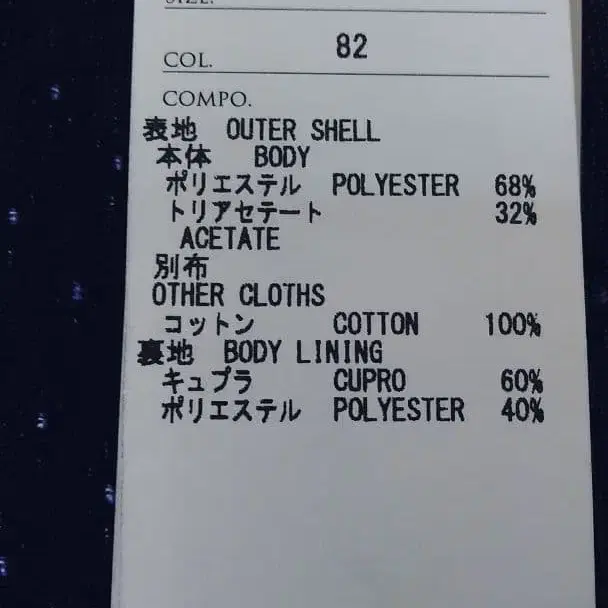 SIZE.
COL. 82
COMPO.
表地 OUTER SHELL
本体 BODY
ポリエステル POLYESTER 68%
トリアセテート 32%
ACETATE
別布
OTHER CLOTHS
コットン COTTON 100%
裏地 BODY LINING
キュプラ CUPRO 60%
ポリエステル POLYESTER 40%